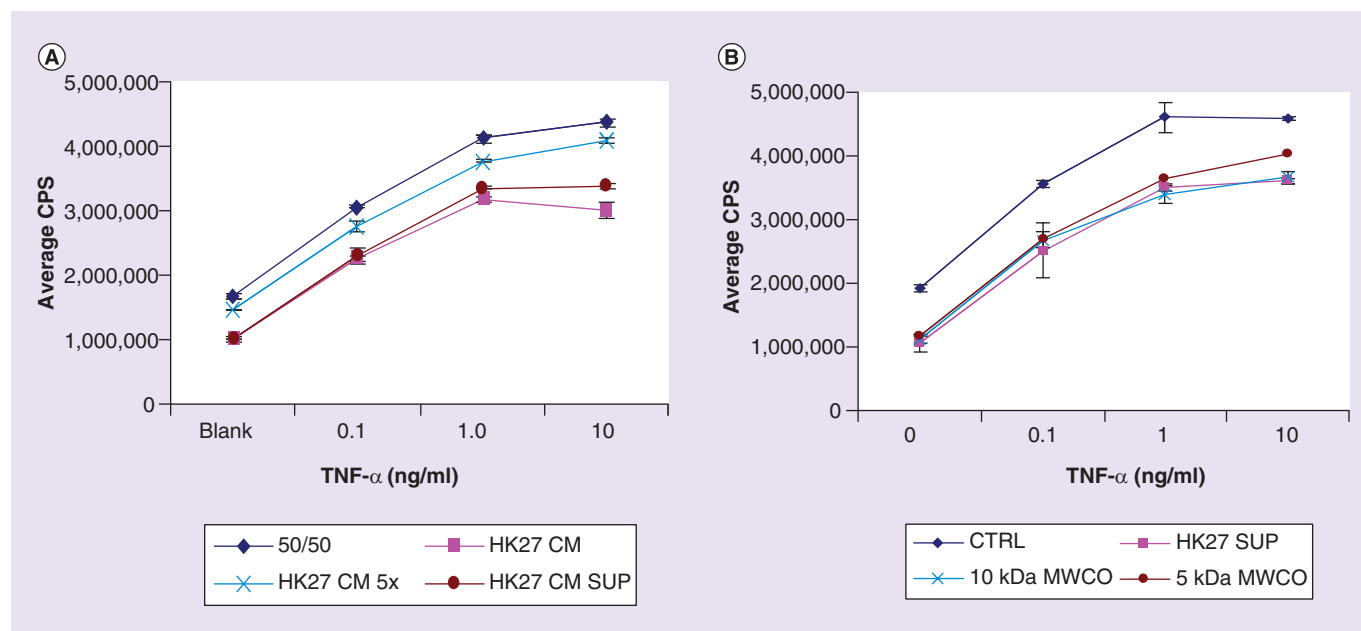 A
Average CPS
5,000,000
4,000,000
3,000,000
2,000,000
1,000,000
0
Blank 0.1 1.0 10
TNF-α (ng/ml)
50/50 HK27 CM
HK27 CM 5x HK27 CM SUP
B
Average CPS
5,000,000
4,000,000
3,000,000
2,000,000
1,000,000
0
0 0.1 1 10
TNF-α (ng/ml)
CTRL HK27 SUP
10 kDa MWCO 5 kDa MWCO